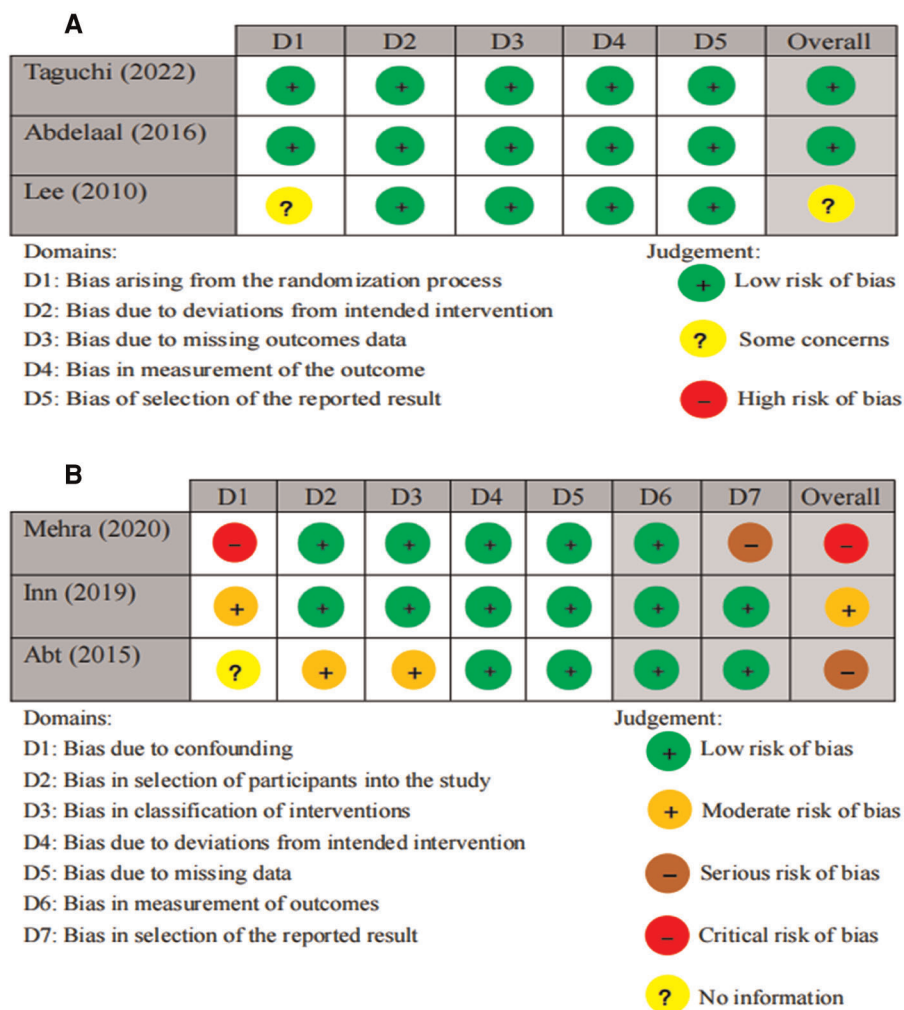 A
D1 D2 D3 D4 D5 Overall
Taguchi (2022) + + + + + +
Abdelaal (2016) + + + + + +
Lee (2010) ? + + + + ?
Domains:
D1: Bias arising from the randomization process
D2: Bias due to deviations from intended intervention
D3: Bias due to missing outcomes data
D4: Bias in measurement of the outcome
D5: Bias of selection of the reported result
Judgement:
+ Low risk of bias
? Some concerns
− High risk of bias
B
D1 D2 D3 D4 D5 D6 D7 Overall
Mehra (2020) − + + + + + − −
Inn (2019) + + + + + + + +
Abt (2015) ? + + + + + + −
Domains:
D1: Bias due to confounding
D2: Bias in selection of participants into the study
D3: Bias in classification of interventions
D4: Bias due to deviations from intended intervention
D5: Bias due to missing data
D6: Bias in measurement of outcomes
D7: Bias in selection of the reported result
Judgement:
+ Low risk of bias
+ Moderate risk of bias
− Serious risk of bias
− Critical risk of bias
? No information